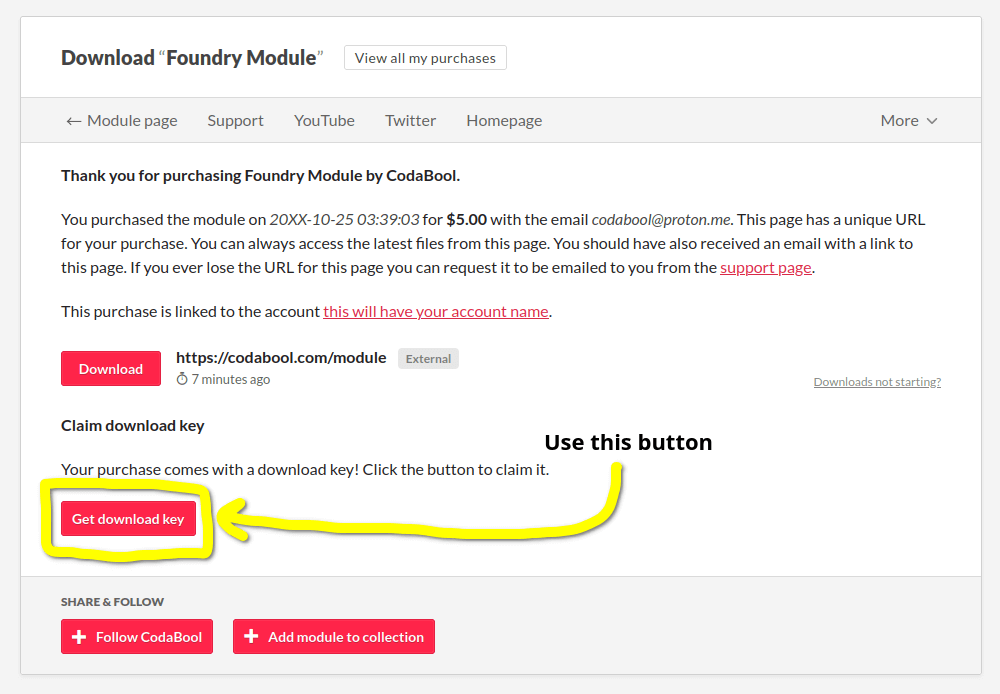 Download “Foundry Module” View all my purchases
← Module page Support YouTube Twitter Homepage More
Thank you for purchasing Foundry Module by CodaBool.
You purchased the module on 20XX-10-25 03:39:03 for $5.00 with the email codabool@proton.me. This page has a unique URL
for your purchase. You can always access the latest files from this page. You should have also received an email with a link to
this page. If you ever lose the URL for this page you can request it to be emailed to you from the support page.
This purchase is linked to the account this will have your account name.
Download https://codabool.com/module External
7 minutes ago
Downloads not starting?
Claim download key
Use this button
Your purchase comes with a download key! Click the button to claim it.
Get download key
SHARE & FOLLOW
Follow CodaBool Add module to collection